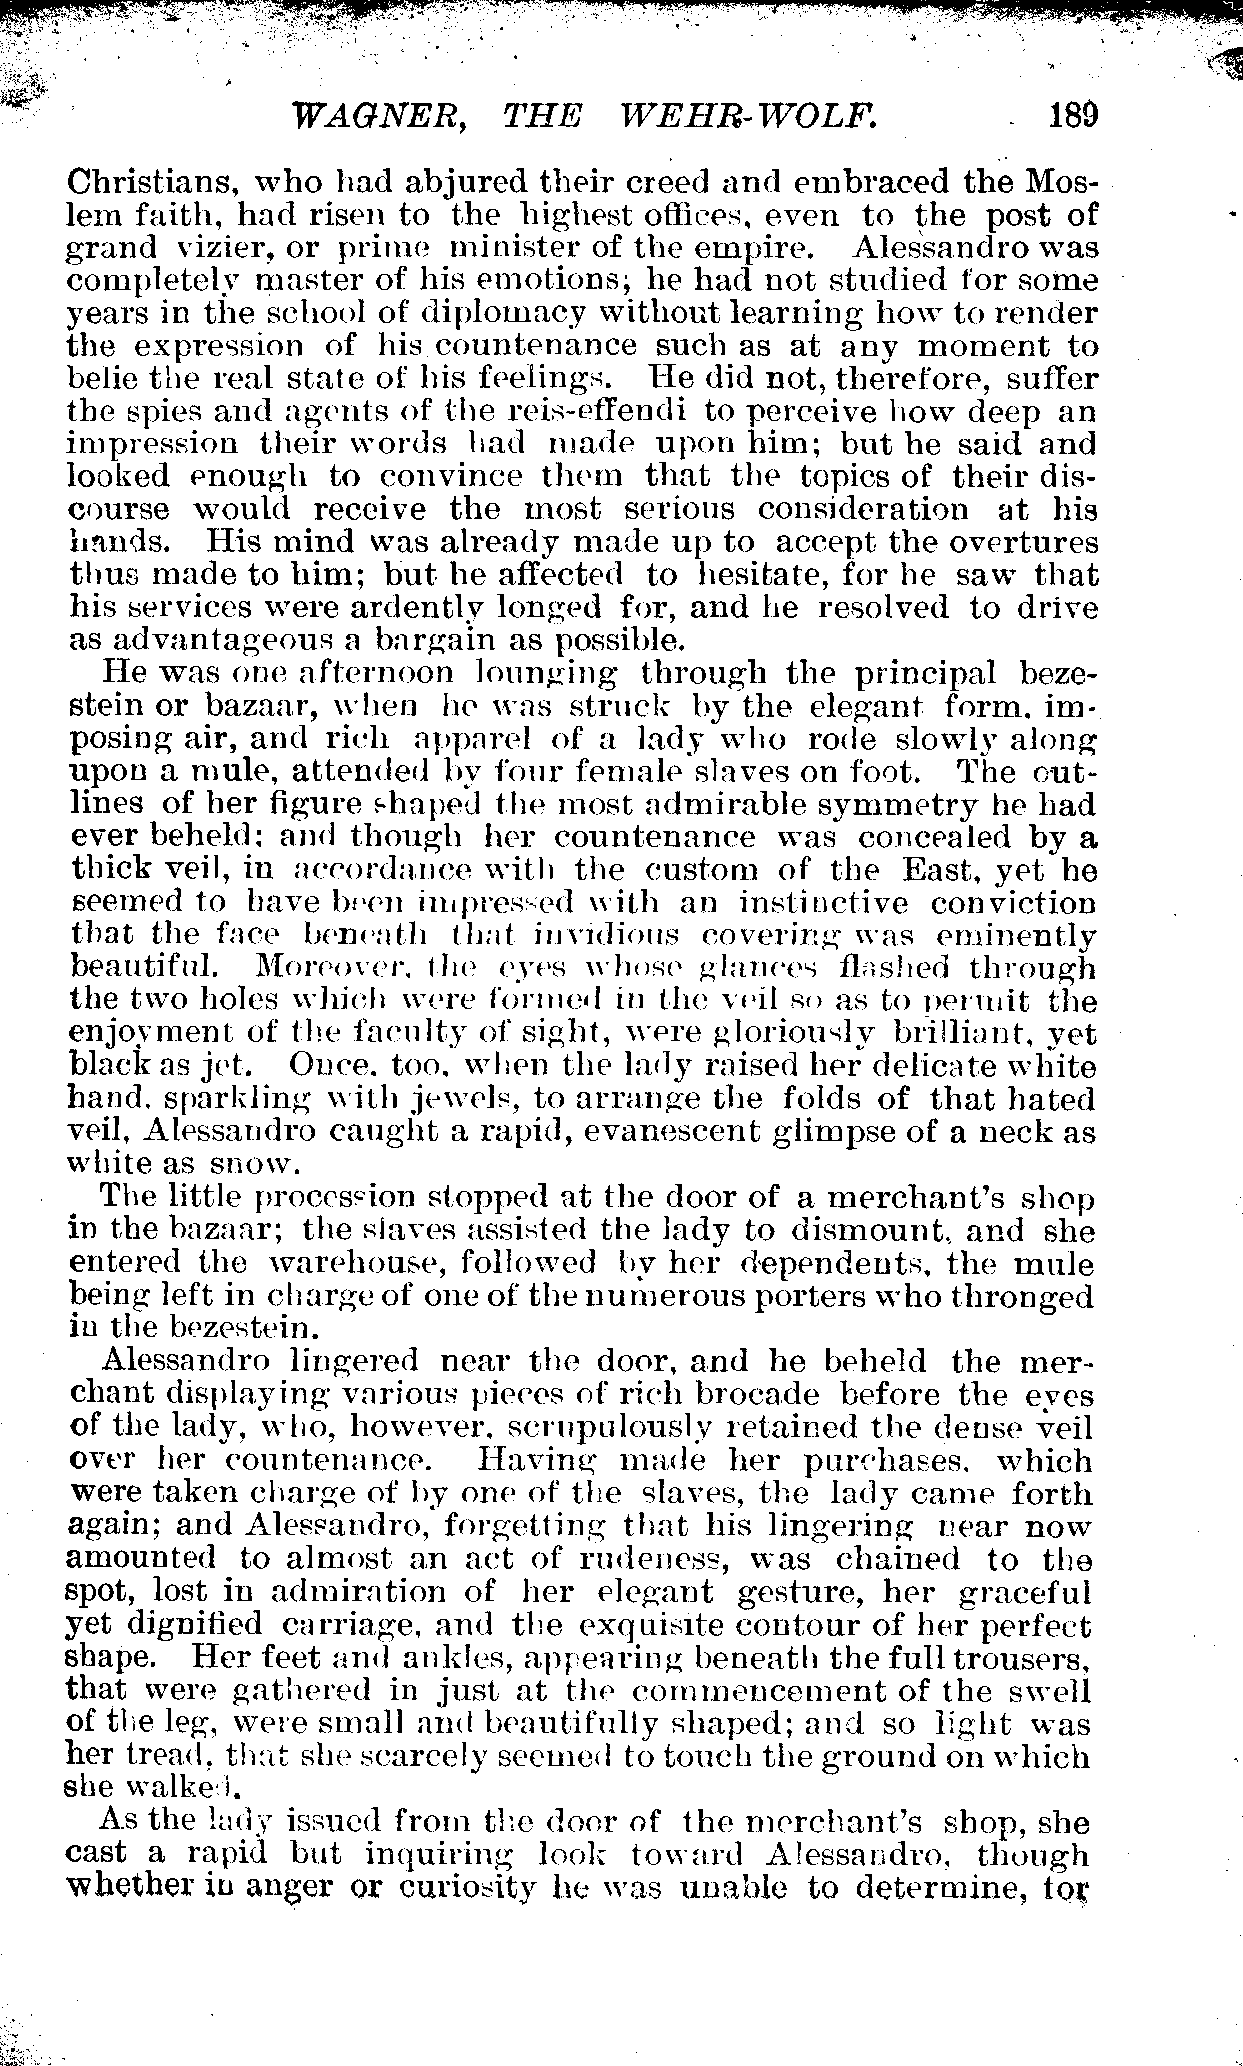 WAGNER, THE WEHR-WOLF. 189
Christians, who had abjured their creed and embraced the Mos-
lem faith, had risen to the highest offices, even to the post of
grand vizier, or prime minister of the empire. Alessandro was
completely master of his emotions; he had not studied for some
years in the school of diplomacy without learning how to render
the expression of his countenance such as at any moment to
belie the real state of his feelings. He did not, therefore, suffer
the spies and agents of the reis-effendi to perceive how deep an
impression their words had made upon him; but he said and
looked enough to convince them that the topics of their dis-
course would receive the most serious consideration at his
hands. His mind was already made up to accept the overtures
thus made to him; but he affected to hesitate, for he saw that
his services were ardently longed for, and he resolved to drive
as advantageous a bargain as possible.
He was one afternoon lounging through the principal beze-
stein or bazaar, when he was struck by the elegant form, im-
posing air, and rich apparel of a lady who rode slowly along
upon a mule, attended by four female slaves on foot. The out-
lines of her figure shaped the most admirable symmetry he had
ever beheld; and though her countenance was concealed by a
thick veil, in accordance with the custom of the East, yet he
seemed to have been impressed with an instinctive conviction
that the face beneath that invidious covering was eminently
beautiful. Moreover, the eyes whose glances flashed through
the two holes which were formed in the veil so as to permit the
enjoyment of the faculty of sight, were gloriously brilliant, yet
black as jet. Once, too, when the lady raised her delicate white
hand, sparkling with jewels, to arrange the folds of that hated
veil, Alessandro caught a rapid, evanescent glimpse of a neck as
white as snow.
The little procession stopped at the door of a merchant's shop
in the bazaar; the slaves assisted the lady to dismount, and she
entered the warehouse, followed by her dependents, the mule
being left in charge of one of the numerous porters who thronged
in the bezestein.
Alessandro lingered near the door, and he beheld the mer-
chant displaying various pieces of rich brocade before the eyes
of the lady, who, however, scrupulously retained the dense veil
over her countenance. Having made her purchases, which
were taken charge of by one of the slaves, the lady came forth
again; and Alessandro, forgetting that his lingering near now
amounted to almost an act of rudeness, was chained to the
spot, lost in admiration of her elegant gesture, her graceful
yet dignified carriage, and the exquisite contour of her perfect
shape. Her feet and ankles, appearing beneath the full trousers,
that were gathered in just at the commencement of the swell
of the leg, were small and beautifully shaped; and so light was
her tread, that she scarcely seemed to touch the ground on which
she walked.
As the lady issued from the door of the merchant's shop, she
cast a rapid but inquiring look toward Alessandro, though
whether in anger or curiosity he was unable to determine, for